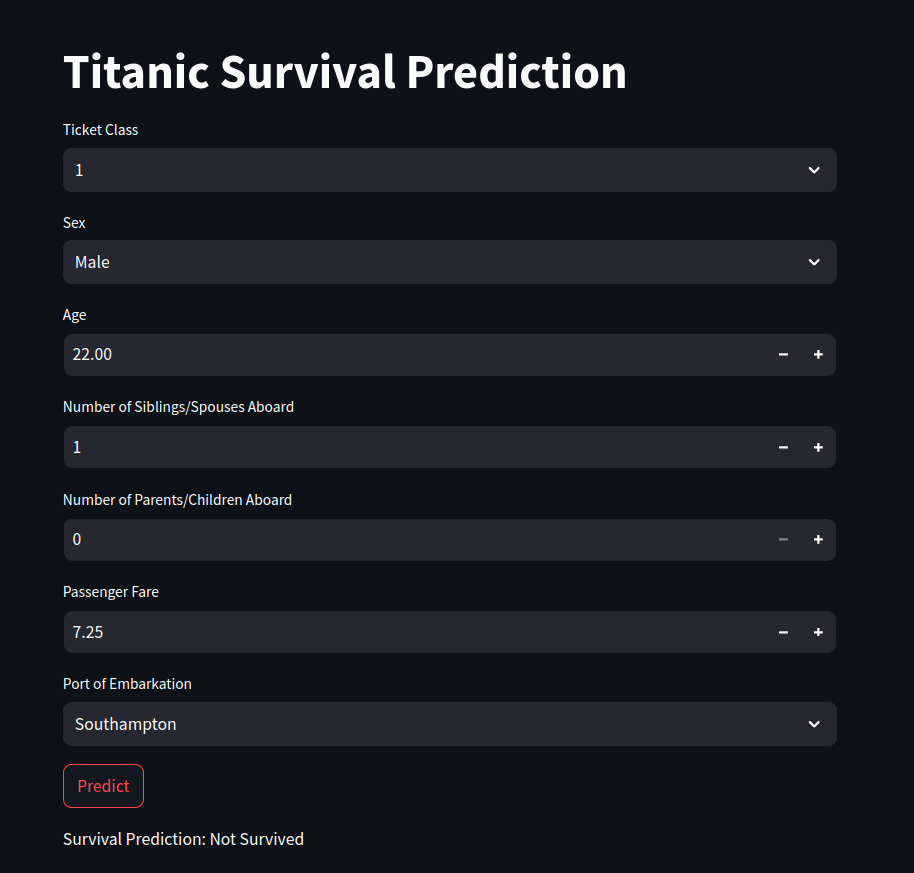 Titanic Survival Prediction
Ticket Class
1
Sex
Male
Age
22.00
Number of Siblings/Spouses Aboard
1
Number of Parents/Children Aboard
0
Passenger Fare
7.25
Port of Embarkation
Southampton
Predict
Survival Prediction: Not Survived